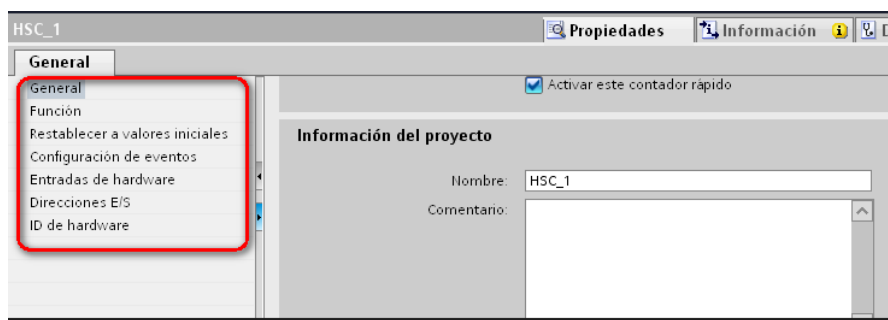 HSC_1
Propiedades
Información
General
General
Función
Restablecer a valores iniciales
Configuración de eventos
Entradas de hardware
Direcciones E/S
ID de hardware
Activar este contador rápido
Información del proyecto
Nombre: HSC_1
Comentario: